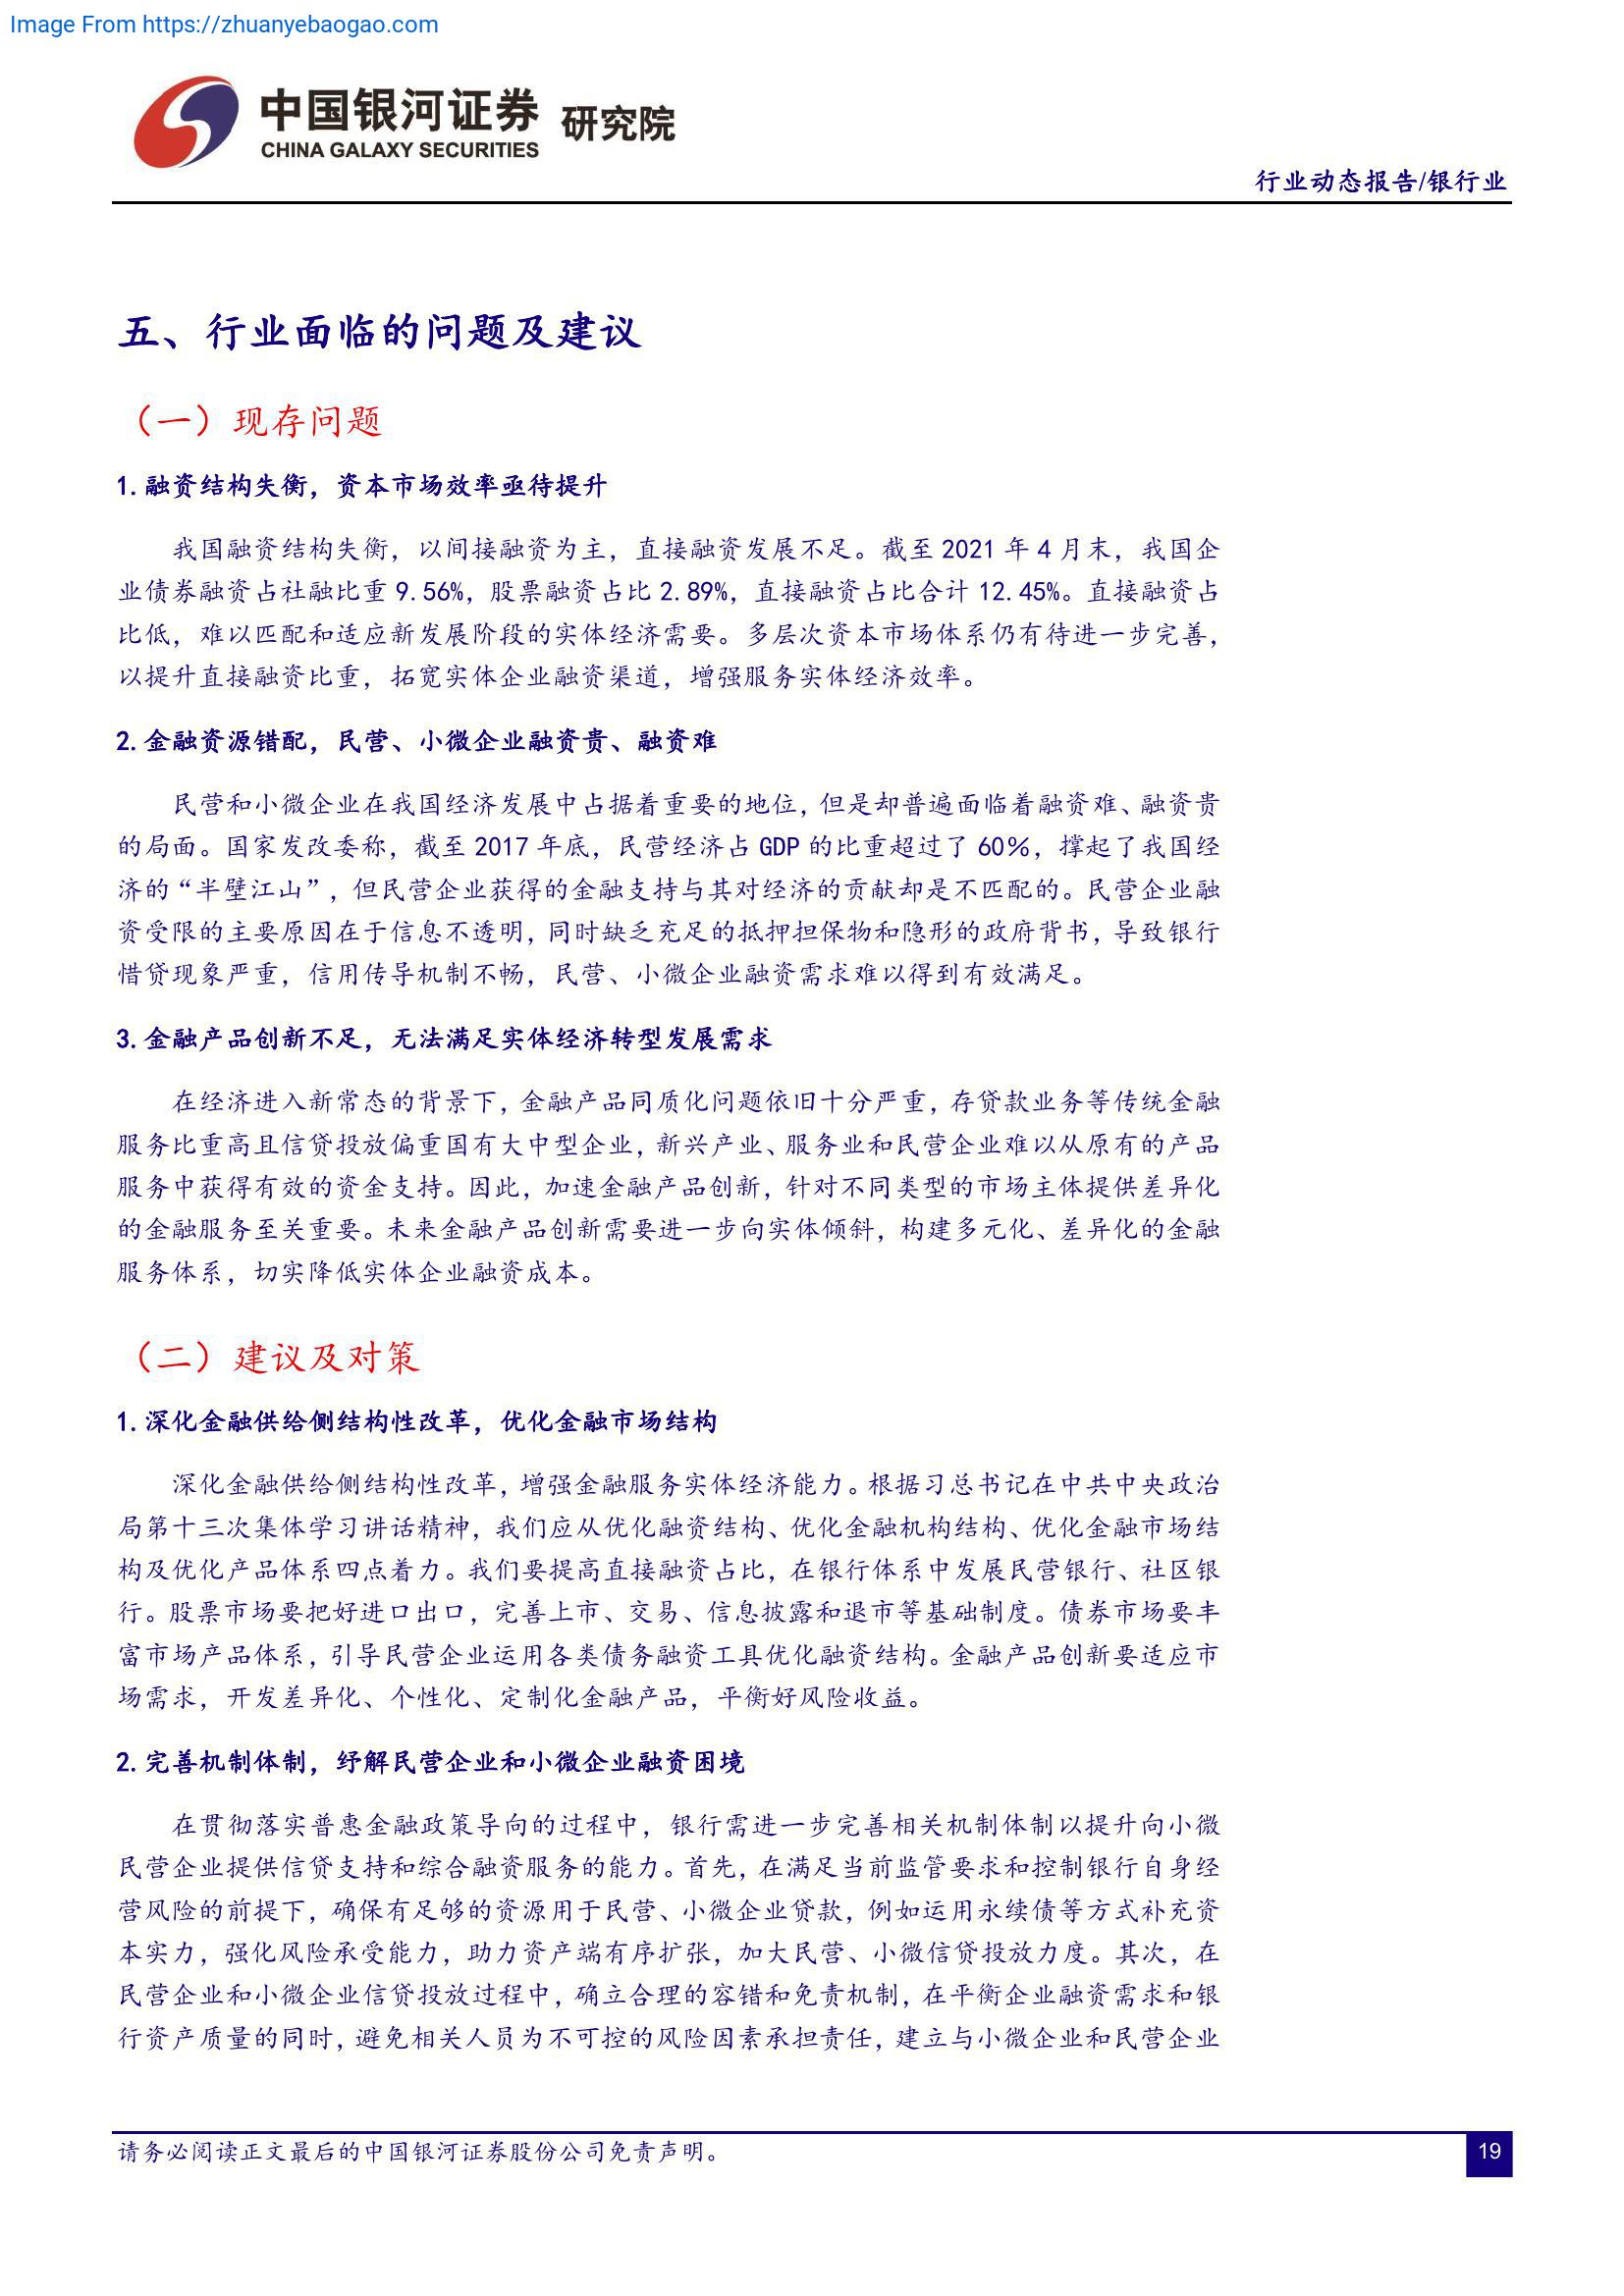 Image From https://zhuanyebaogao.com
中国银河证券 研究院
CHINA GALAXY SECURITIES
行业动态报告/银行业
五、行业面临的问题及建议
（一）现存问题
1.融资结构失衡，资本市场效率亟待提升
我国融资结构失衡，以间接融资为主，直接融资发展不足。截至 2021 年 4 月末，我国企
业债券融资占社融比重 9.56%，股票融资占比 2.89%，直接融资占比合计 12.45%。直接融资占
比低，难以匹配和适应新发展阶段的实体经济需要。多层次资本市场体系仍有待进一步完善，
以提升直接融资比重，拓宽实体企业融资渠道，增强服务实体经济效率。
2.金融资源错配，民营、小微企业融资贵、融资难
民营和小微企业在我国经济发展中占据着重要的地位，但是却普遍面临着融资难、融资贵
的局面。国家发改委称，截至 2017 年底，民营经济占 GDP 的比重超过了 60%，撑起了我国经
济的“半壁江山”，但民营企业获得的金融支持与其对经济的贡献却是不匹配的。民营企业融
资受限的主要原因在于信息不透明，同时缺乏充足的抵押担保物和隐形的政府背书，导致银行
惜贷现象严重，信用传导机制不畅，民营、小微企业融资需求难以得到有效满足。
3.金融产品创新不足，无法满足实体经济转型发展需求
在经济进入新常态的背景下，金融产品同质化问题依旧十分严重，存贷款业务等传统金融
服务比重高且信贷投放偏重国有大中型企业，新兴产业、服务业和民营企业难以从原有的产品
服务中获得有效的资金支持。因此，加速金融产品创新，针对不同类型的市场主体提供差异化
的金融服务至关重要。未来金融产品创新需要进一步向实体倾斜，构建多元化、差异化的金融
服务体系，切实降低实体企业融资成本。
（二）建议及对策
1.深化金融供给侧结构性改革，优化金融市场结构
深化金融供给侧结构性改革，增强金融服务实体经济能力。根据习总书记在中共中央政治
局第十三次集体学习讲话精神，我们应从优化融资结构、优化金融机构结构、优化金融市场结
构及优化产品体系四点着力。我们要提高直接融资占比，在银行体系中发展民营银行、社区银
行。股票市场要把好进口出口，完善上市、交易、信息披露和退市等基础制度。债券市场要丰
富市场产品体系，引导民营企业运用各类债务融资工具优化融资结构。金融产品创新要适应市
场需求，开发差异化、个性化、定制化金融产品，平衡好风险收益。
2.完善机制体制，纾解民营企业和小微企业融资困境
在贯彻落实普惠金融政策导向的过程中，银行需进一步完善相关机制体制以提升向小微
民营企业提供信贷支持和综合融资服务的能力。首先，在满足当前监管要求和控制银行自身经
营风险的前提下，确保有足够的资源用于民营、小微企业贷款，例如运用永续债等方式补充资
本实力，强化风险承受能力，助力资产端有序扩张，加大民营、小微信贷投放力度。其次，在
民营企业和小微企业信贷投放过程中，确立合理的容错和免责机制，在平衡企业融资需求和银
行资产质量的同时，避免相关人员为不可控的风险因素承担责任，建立与小微企业和民营企业
请务必阅读正文最后的中国银河证券股份公司免责声明。
19